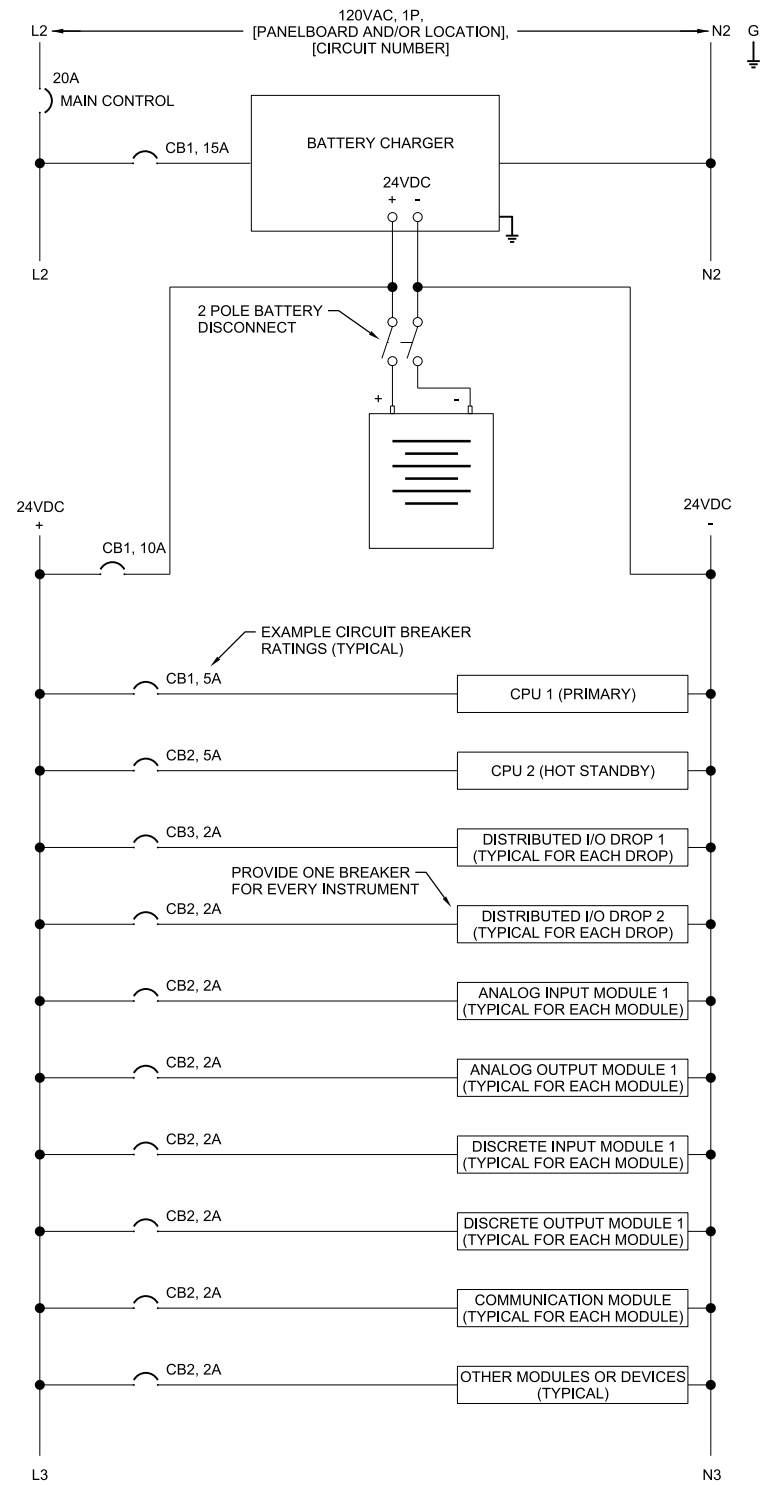 120VAC, 1P,
L2
[PANELBOARD AND/OR LOCATION],
N2
G
[CIRCUIT NUMBER]
20A
MAIN CONTROL
CB1, 15A
BATTERY CHARGER
24VDC
+ -
L2
N2
2 POLE BATTERY
DISCONNECT
+ -
24VDC
+
24VDC
-
CB1, 10A
EXAMPLE CIRCUIT BREAKER
RATINGS (TYPICAL)
CB1, 5A
CPU 1 (PRIMARY)
CB2, 5A
CPU 2 (HOT STANDBY)
CB3, 2A
DISTRIBUTED I/O DROP 1
(TYPICAL FOR EACH DROP)
PROVIDE ONE BREAKER
FOR EVERY INSTRUMENT
CB2, 2A
DISTRIBUTED I/O DROP 2
(TYPICAL FOR EACH DROP)
CB2, 2A
ANALOG INPUT MODULE 1
(TYPICAL FOR EACH MODULE)
CB2, 2A
ANALOG OUTPUT MODULE 1
(TYPICAL FOR EACH MODULE)
CB2, 2A
DISCRETE INPUT MODULE 1
(TYPICAL FOR EACH MODULE)
CB2, 2A
DISCRETE OUTPUT MODULE 1
(TYPICAL FOR EACH MODULE)
CB2, 2A
COMMUNICATION MODULE
(TYPICAL FOR EACH MODULE)
CB2, 2A
OTHER MODULES OR DEVICES
(TYPICAL)
L3
N3